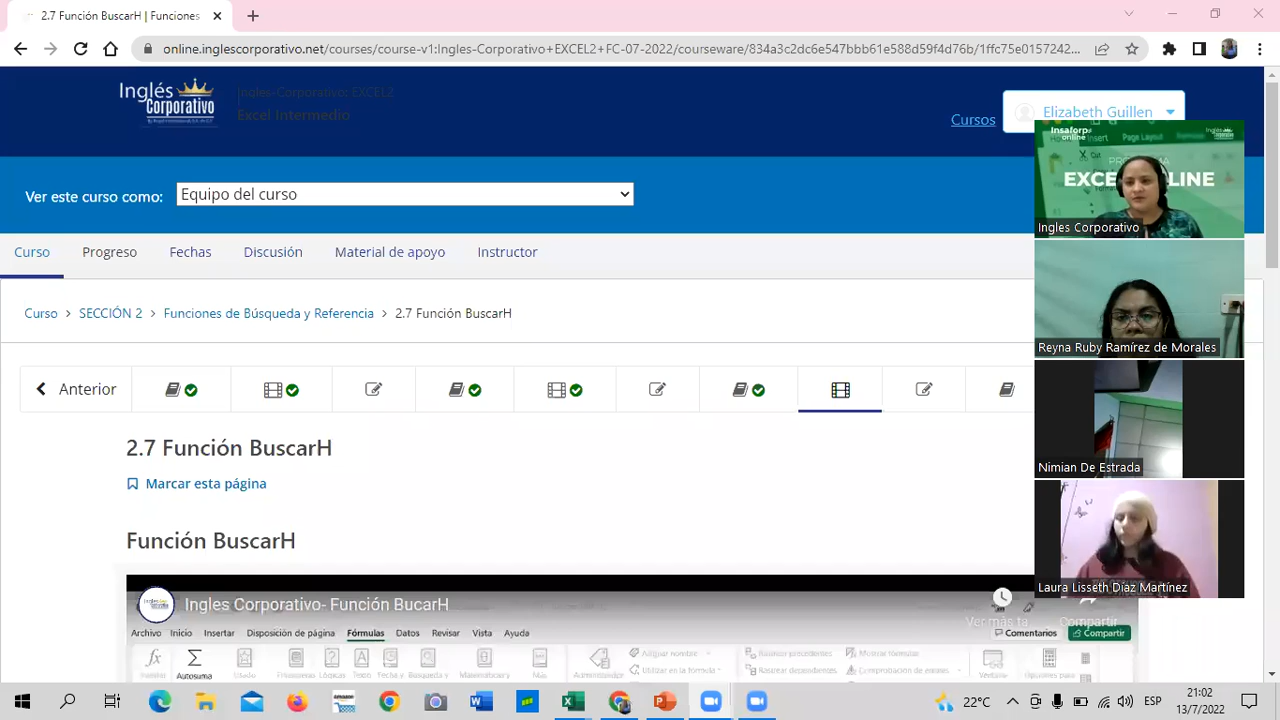 2.7 Función BuscarH | Funciones
online.inglescorporativo.net/courses/course-v1:Ingles-Corporativo+EXCEL2+FC-07-2022/courseware/834a3c2dc6e547bbb61e588d59f4d76b/1ffc75e0157242...
Inglés Corporativo
Ingles-Corporativo: EXCEL2
Excel Intermedio
Cursos
Elizabeth Guillen
Ver este curso como:
Equipo del curso
Curso
Progreso
Fechas
Discusión
Material de apoyo
Instructor
Curso > SECCIÓN 2 > Funciones de Búsqueda y Referencia > 2.7 Función BuscarH
Anterior
2.7 Función BuscarH
Marcar esta página
Función BuscarH
Ingles Corporativo- Función BucarH
Ver más ta
Compartir
Archivo Inicio Insertar Disposición de página Fórmulas Datos Revisar Vista Ayuda
Comentarios
Compartir
Autosuma
Insaforp online
Insert
Page Layout
Cut
Ingles Corporativo
Reyna Ruby Ramírez de Morales
Nimian De Estrada
Laura Lisseth Díaz Martínez
22°C
ESP
21:02
13/7/2022